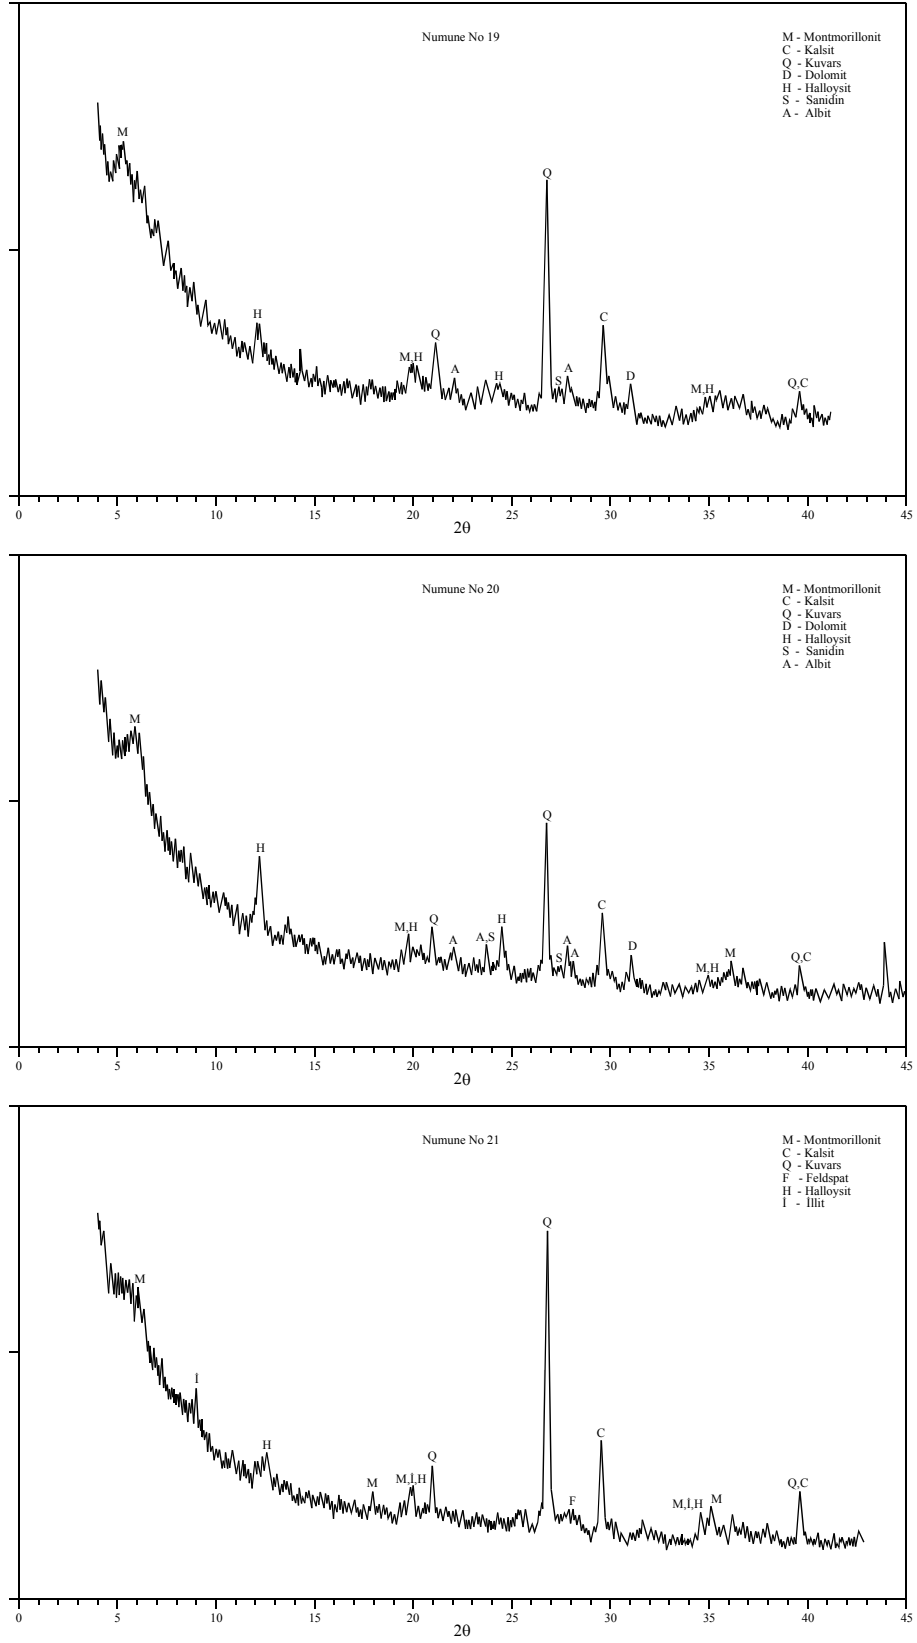 Numune No 19
M - Montmorillonit
C - Kalsit
Q - Kuvars
D - Dolomit
H - Halloysit
S - Sanidin
A - Albit
M
H
M,H
Q
A
H
Q
S
A
C
D
M,H
Q,C
0 5 10 15 20 25 30 35 40 45
2θ
Numune No 20
M - Montmorillonit
C - Kalsit
Q - Kuvars
D - Dolomit
H - Halloysit
S - Sanidin
A - Albit
M
H
M,H
Q
A
A,S
H
Q
S
A
A
C
D
M,H
M
Q,C
0 5 10 15 20 25 30 35 40 45
2θ
Numune No 21
M - Montmorillonit
C - Kalsit
Q - Kuvars
F - Feldspat
H - Halloysit
İ - İllit
M
İ
H
M
M,İ,H
Q
Q
F
C
M,İ,H
M
Q,C
0 5 10 15 20 25 30 35 40 45
2θ